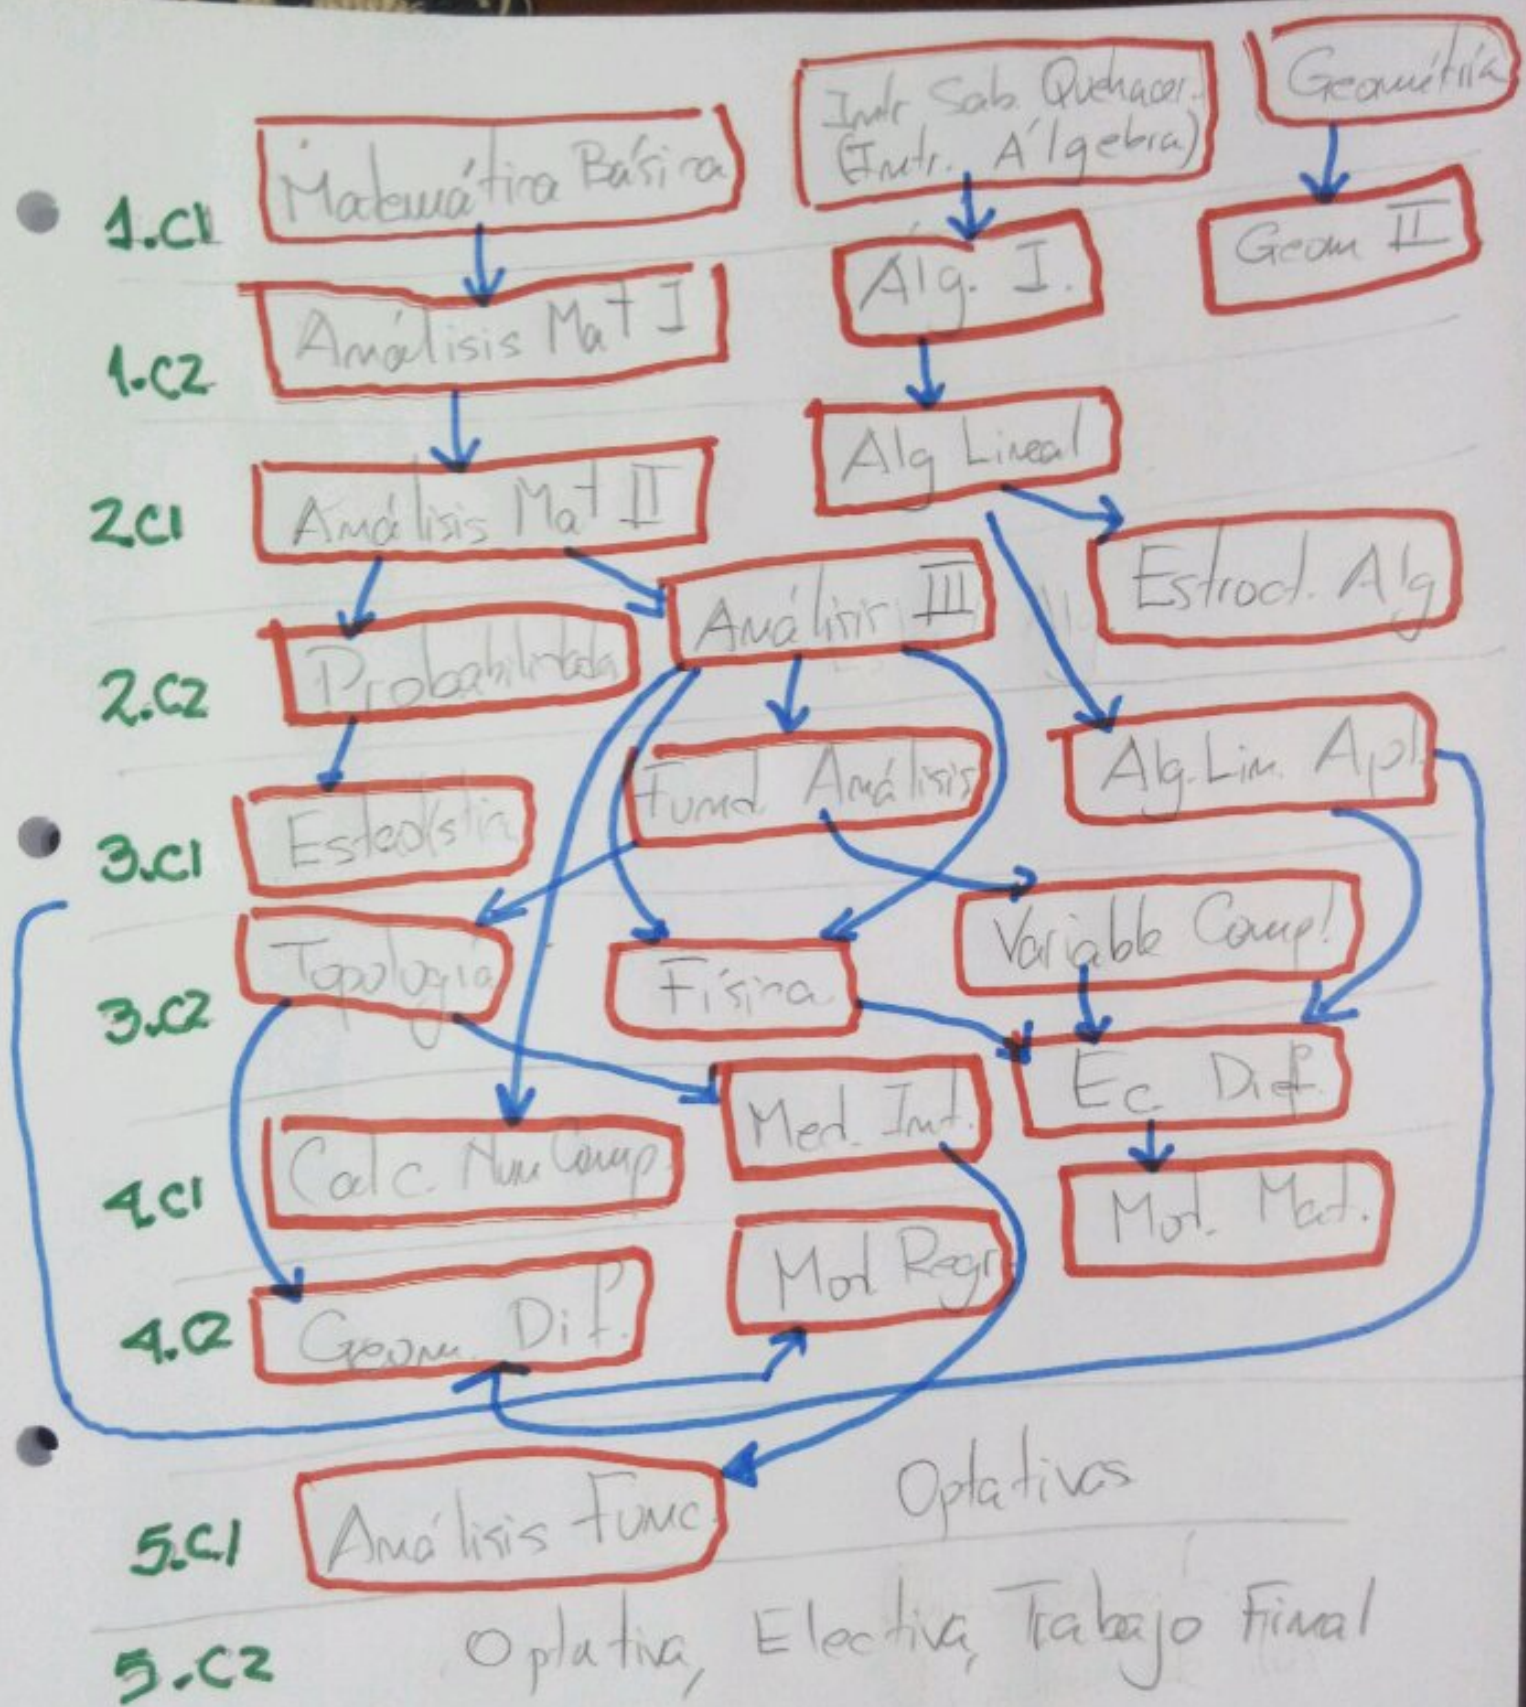 Intr Sab. Quehacer.
(Intr. Álgebra)
Geometría
1.C1
Matemática Básica
Alg. I.
Geom II
1.C2
Análisis Mat I
Alg Lineal
2.C1
Análisis Mat II
Análisis III
Estruct. Alg
2.C2
Fund. Análisis
Alg. Lin. Apl.
3.C1
Variable Compl.
3.C2
Topología
Física
Ec. Dif.
Med. Int.
4.C1
Calc. Num Comp.
Mod. Mat.
4.C2
Geom. Dif.
Mod Regr
5.C1
Análisis Func.
Optativas
5.C2
Optativa, Electiva, Trabajo Final